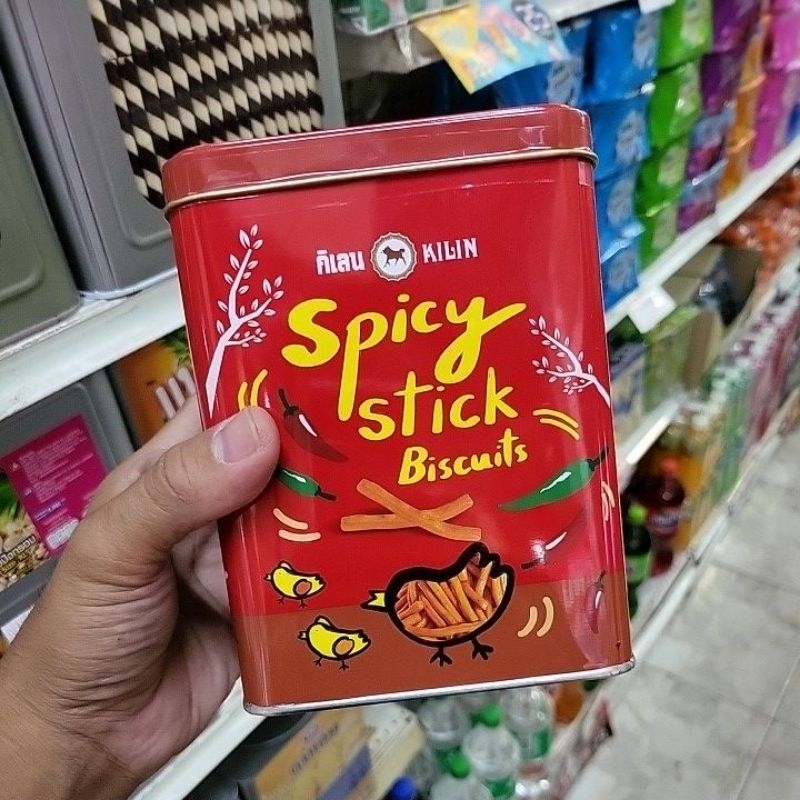 กิเลน KILIN
Spicy
stick
Biscuits